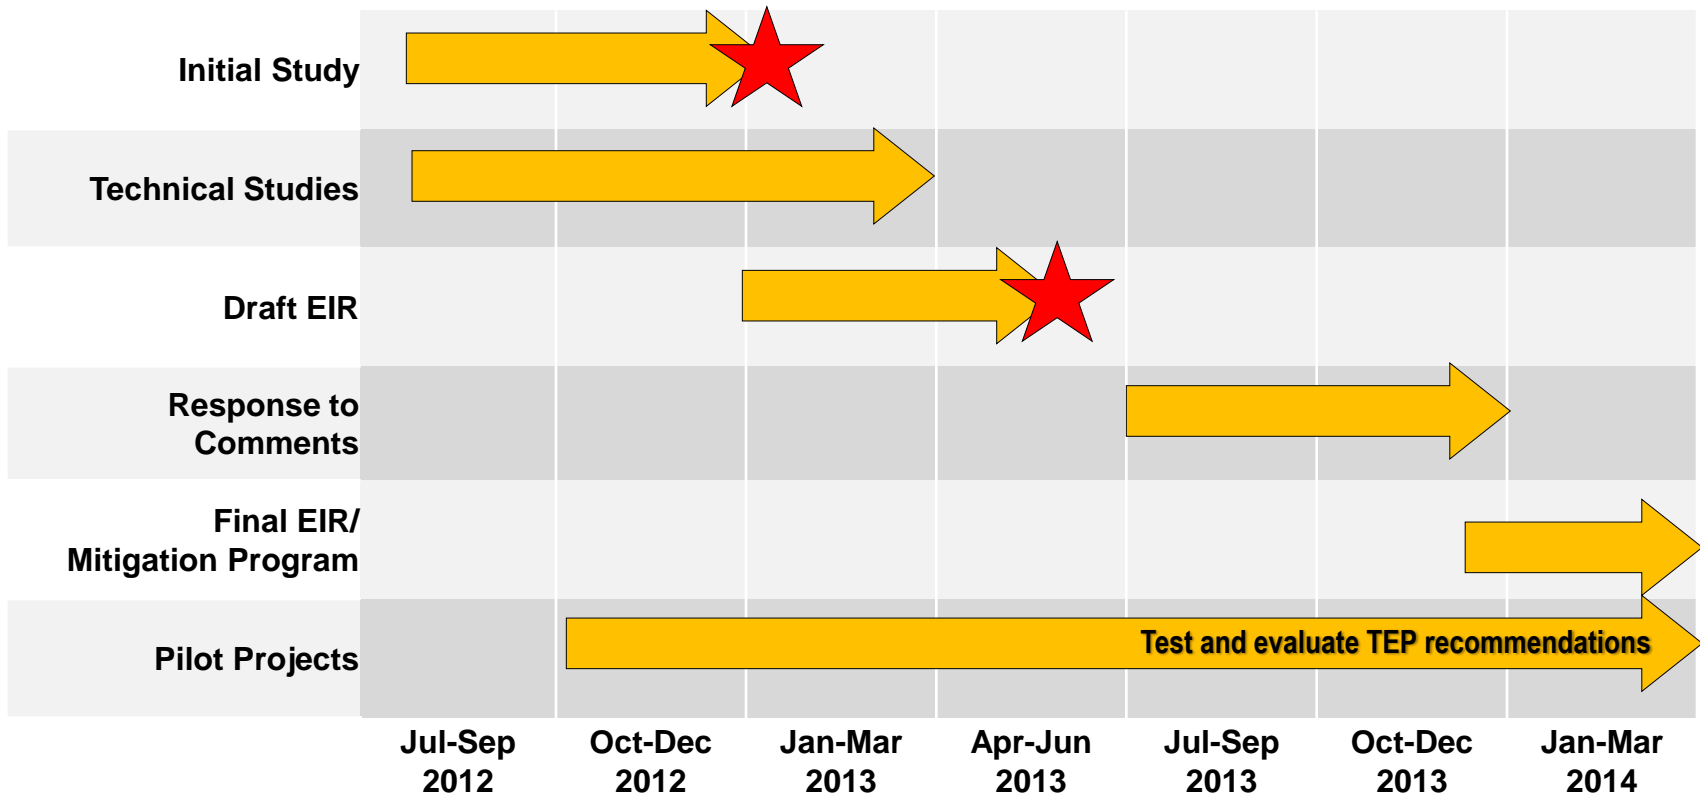 Initial Study
Technical Studies
Draft EIR
Response to
Comments
Final EIR/
Mitigation Program
Pilot Projects
Test and evaluate TEP recommendations
Jul-Sep Oct-Dec Jan-Mar Apr-Jun Jul-Sep Oct-Dec Jan-Mar
2012 2012 2013 2013 2013 2013 2014